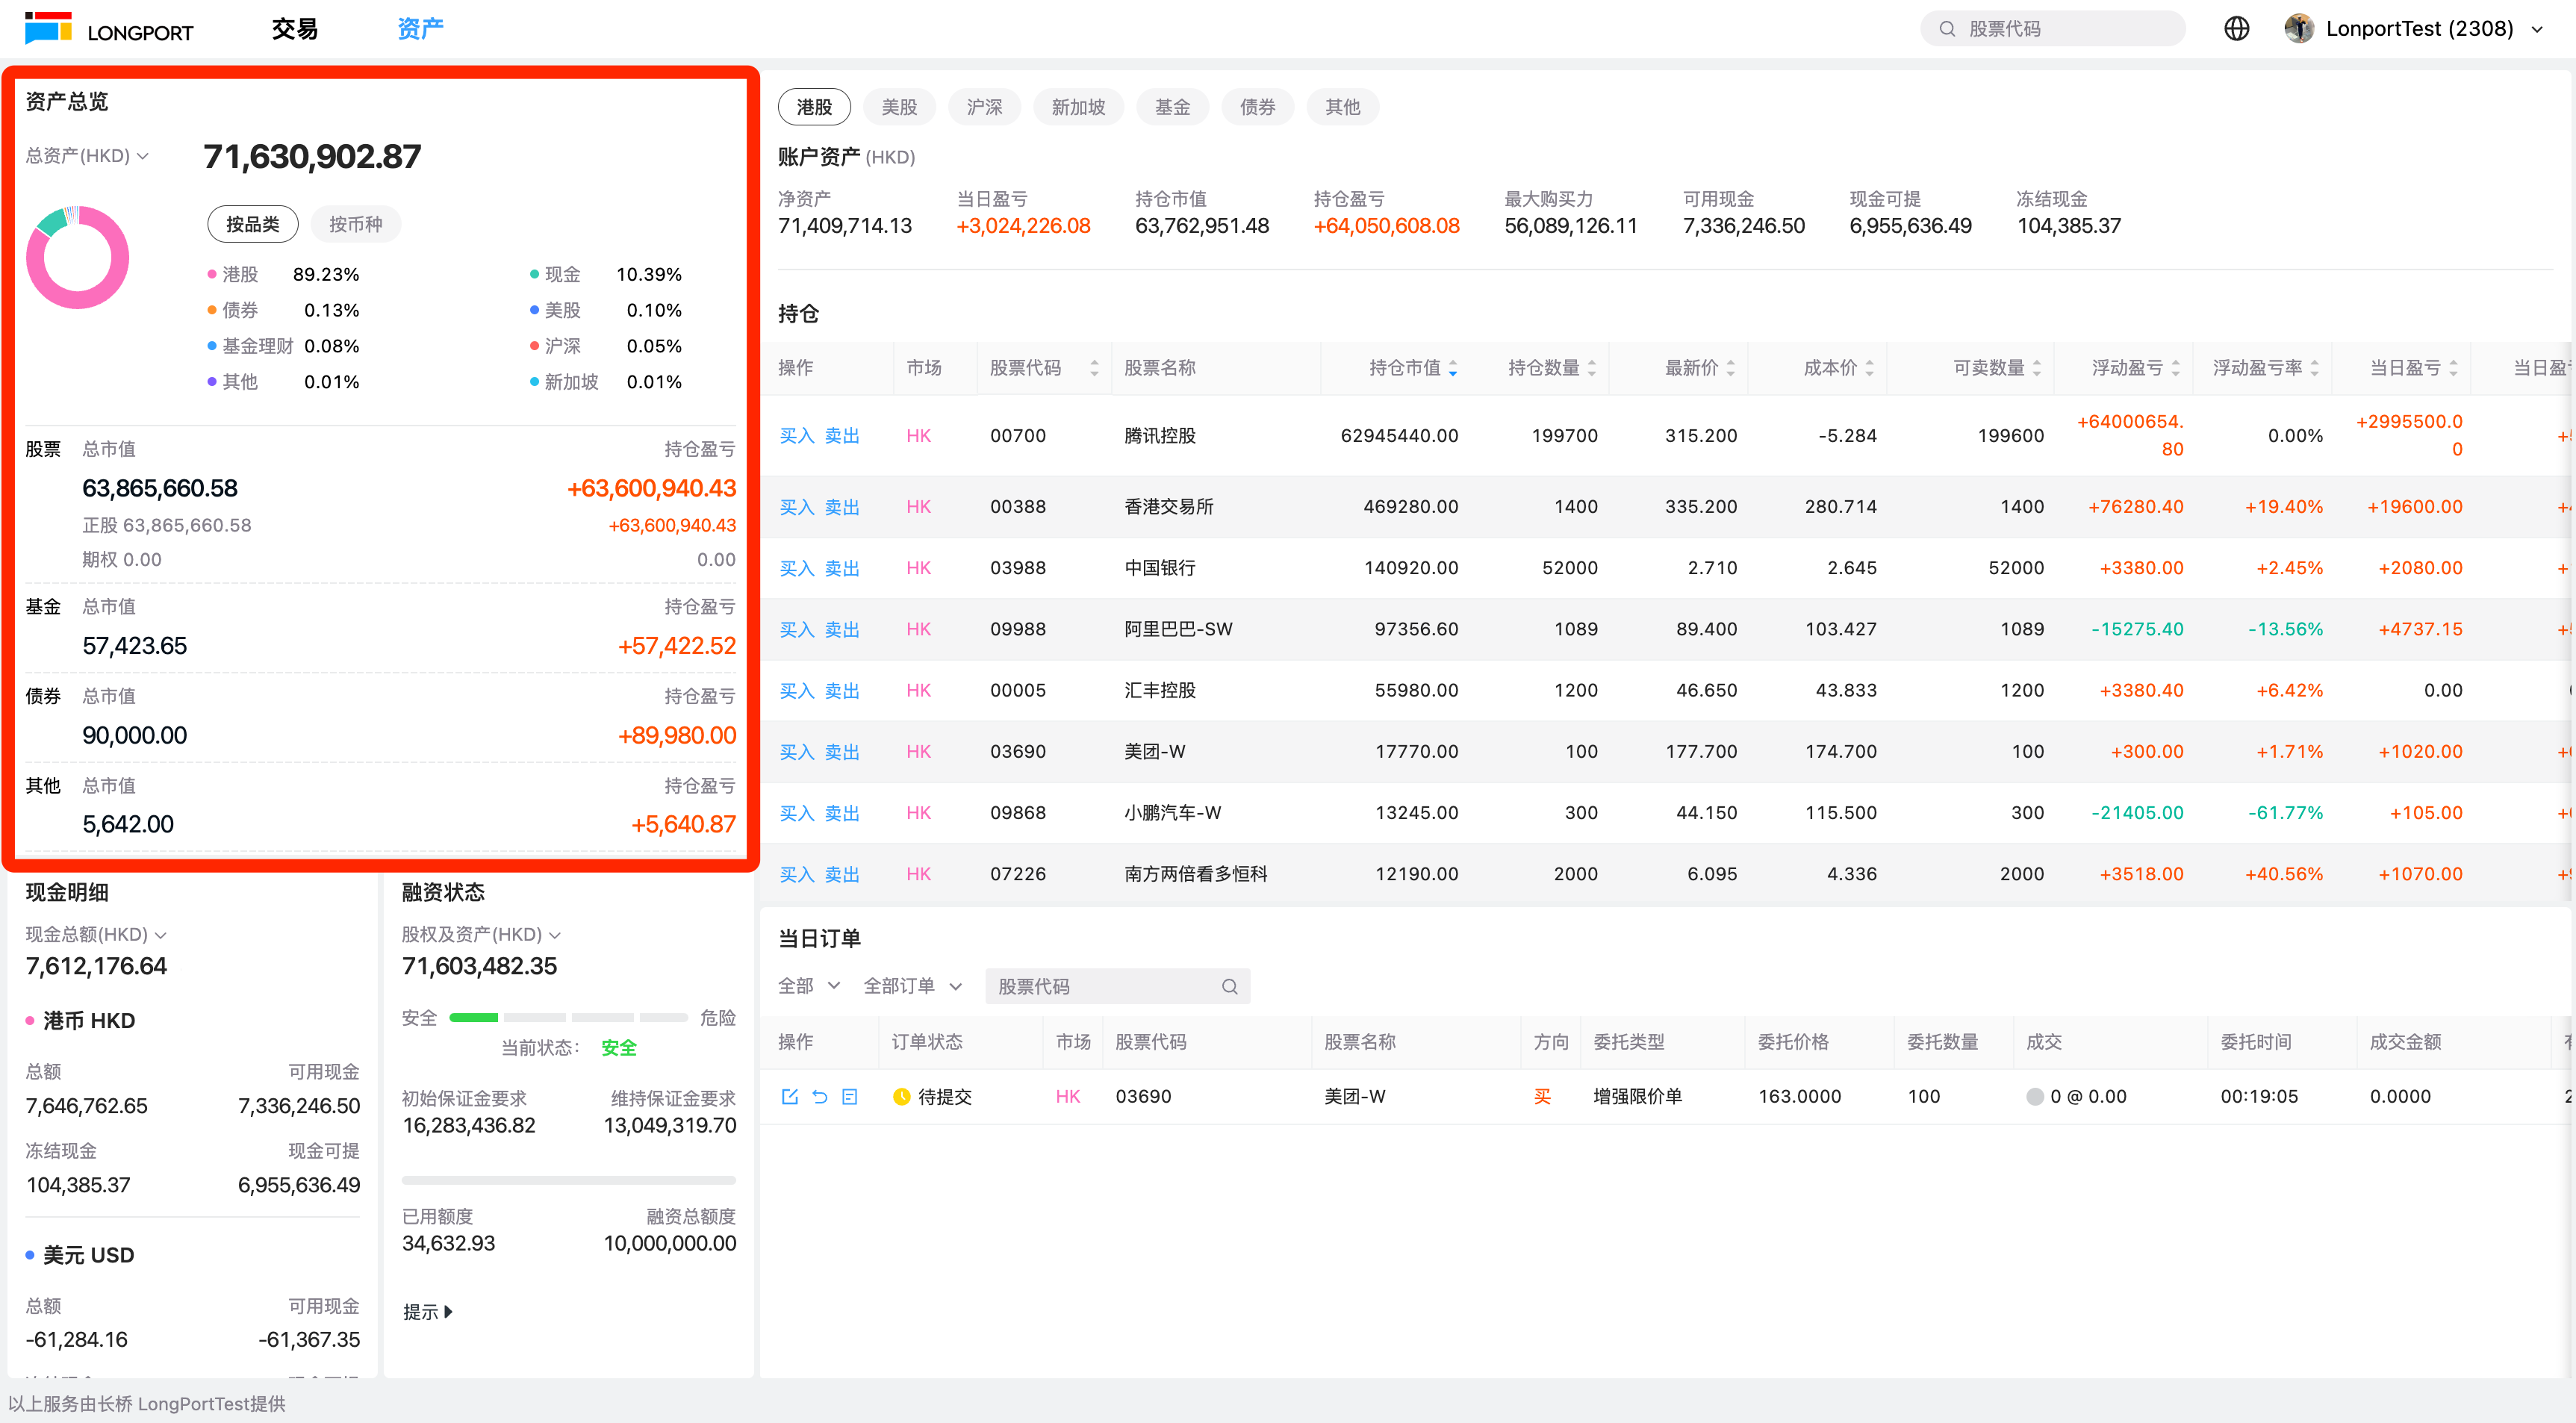 LONGPORT 交易 资产 股票代码 LonportTest (2308)
资产总览
总资产(HKD) 71,630,902.87
按品类 按币种
港股 89.23% 现金 10.39%
债券 0.13% 美股 0.10%
基金理财 0.08% 沪深 0.05%
其他 0.01% 新加坡 0.01%
股票 总市值 持仓盈亏
63,865,660.58 +63,600,940.43
正股 63,865,660.58 +63,600,940.43
期权 0.00 0.00
基金 总市值 持仓盈亏
57,423.65 +57,422.52
债券 总市值 持仓盈亏
90,000.00 +89,980.00
其他 总市值 持仓盈亏
5,642.00 +5,640.87
现金明细
现金总额(HKD)
7,612,176.64
港币 HKD
总额 可用现金
7,646,762.65 7,336,246.50
冻结现金 现金可提
104,385.37 6,955,636.49
美元 USD
总额 可用现金
-61,284.16 -61,367.35
融资状态
股权及资产(HKD)
71,603,482.35
安全 危险
当前状态： 安全
初始保证金要求 维持保证金要求
16,283,436.82 13,049,319.70
已用额度 融资总额度
34,632.93 10,000,000.00
提示
港股 美股 沪深 新加坡 基金 债券 其他
账户资产 (HKD)
净资产 当日盈亏 持仓市值 持仓盈亏 最大购买力 可用现金 现金可提 冻结现金
71,409,714.13 +3,024,226.08 63,762,951.48 +64,050,608.08 56,089,126.11 7,336,246.50 6,955,636.49 104,385.37
持仓
操作 市场 股票代码 股票名称 持仓市值 持仓数量 最新价 成本价 可卖数量 浮动盈亏 浮动盈亏率 当日盈亏 当日盈
买入 卖出 HK 00700 腾讯控股 62945440.00 199700 315.200 -5.284 199600 +64000654.80 0.00% +2995500.00
买入 卖出 HK 00388 香港交易所 469280.00 1400 335.200 280.714 1400 +76280.40 +19.40% +19600.00
买入 卖出 HK 03988 中国银行 140920.00 52000 2.710 2.645 52000 +3380.00 +2.45% +2080.00
买入 卖出 HK 09988 阿里巴巴-SW 97356.60 1089 89.400 103.427 1089 -15275.40 -13.56% +4737.15
买入 卖出 HK 00005 汇丰控股 55980.00 1200 46.650 43.833 1200 +3380.40 +6.42% 0.00
买入 卖出 HK 03690 美团-W 17770.00 100 177.700 174.700 100 +300.00 +1.71% +1020.00
买入 卖出 HK 09868 小鹏汽车-W 13245.00 300 44.150 115.500 300 -21405.00 -61.77% +105.00
买入 卖出 HK 07226 南方两倍看多恒科 12190.00 2000 6.095 4.336 2000 +3518.00 +40.56% +1070.00
当日订单
全部 全部订单 股票代码
操作 订单状态 市场 股票代码 股票名称 方向 委托类型 委托价格 委托数量 成交 委托时间 成交金额
待提交 HK 03690 美团-W 买 增强限价单 163.0000 100 0 @ 0.00 00:19:05 0.0000
以上服务由长桥 LongPortTest提供